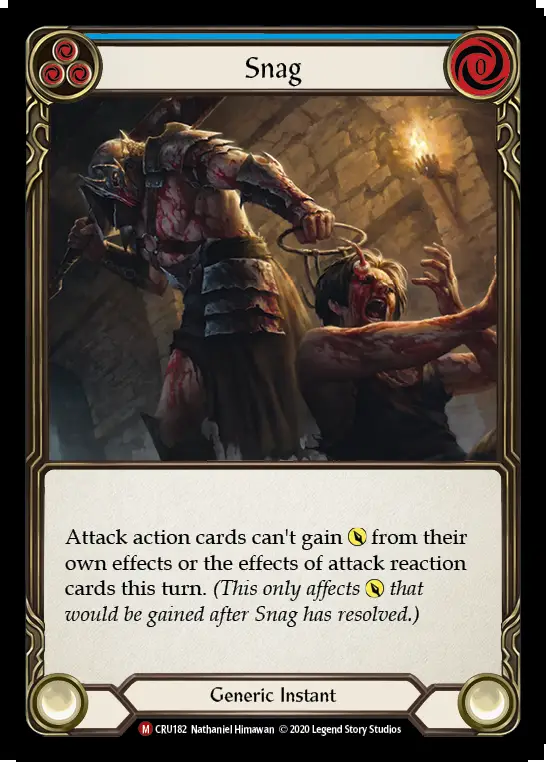 0
Snag
Attack action cards can't gain from their
own effects or the effects of attack reaction
cards this turn. (This only affects that
would be gained after Snag has resolved.)
Generic Instant
M CRU182 Nathaniel Himawan © 2020 Legend Story Studios